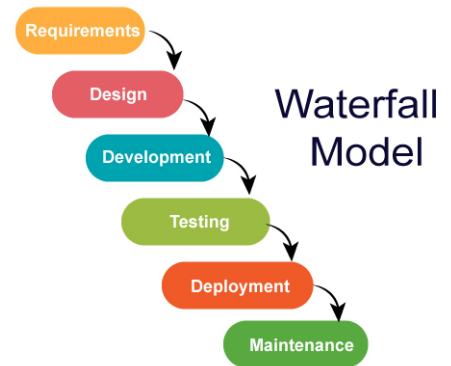 Requirements
Design
Waterfall
Model
Development
Testing
Deployment
Maintenance